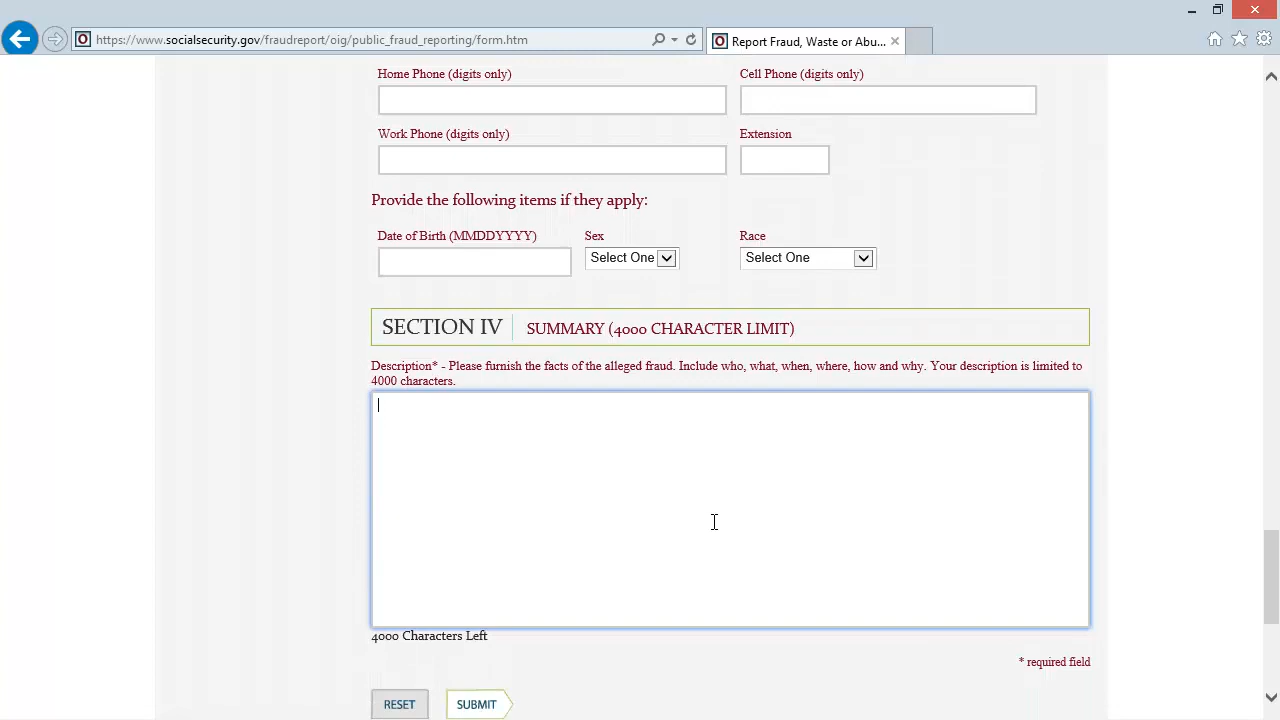 https://www.socialsecurity.gov/fraudreport/oig/public_fraud_reporting/form.htm
Report Fraud, Waste or Abu...
Home Phone (digits only)
Cell Phone (digits only)
Work Phone (digits only)
Extension
Provide the following items if they apply:
Date of Birth (MMDDYYYY)
Sex
Race
Select One
Select One
SECTION IV
SUMMARY (4000 CHARACTER LIMIT)
Description* - Please furnish the facts of the alleged fraud. Include who, what, when, where, how and why. Your description is limited to
4000 characters.
4000 Characters Left
* required field
RESET
SUBMIT